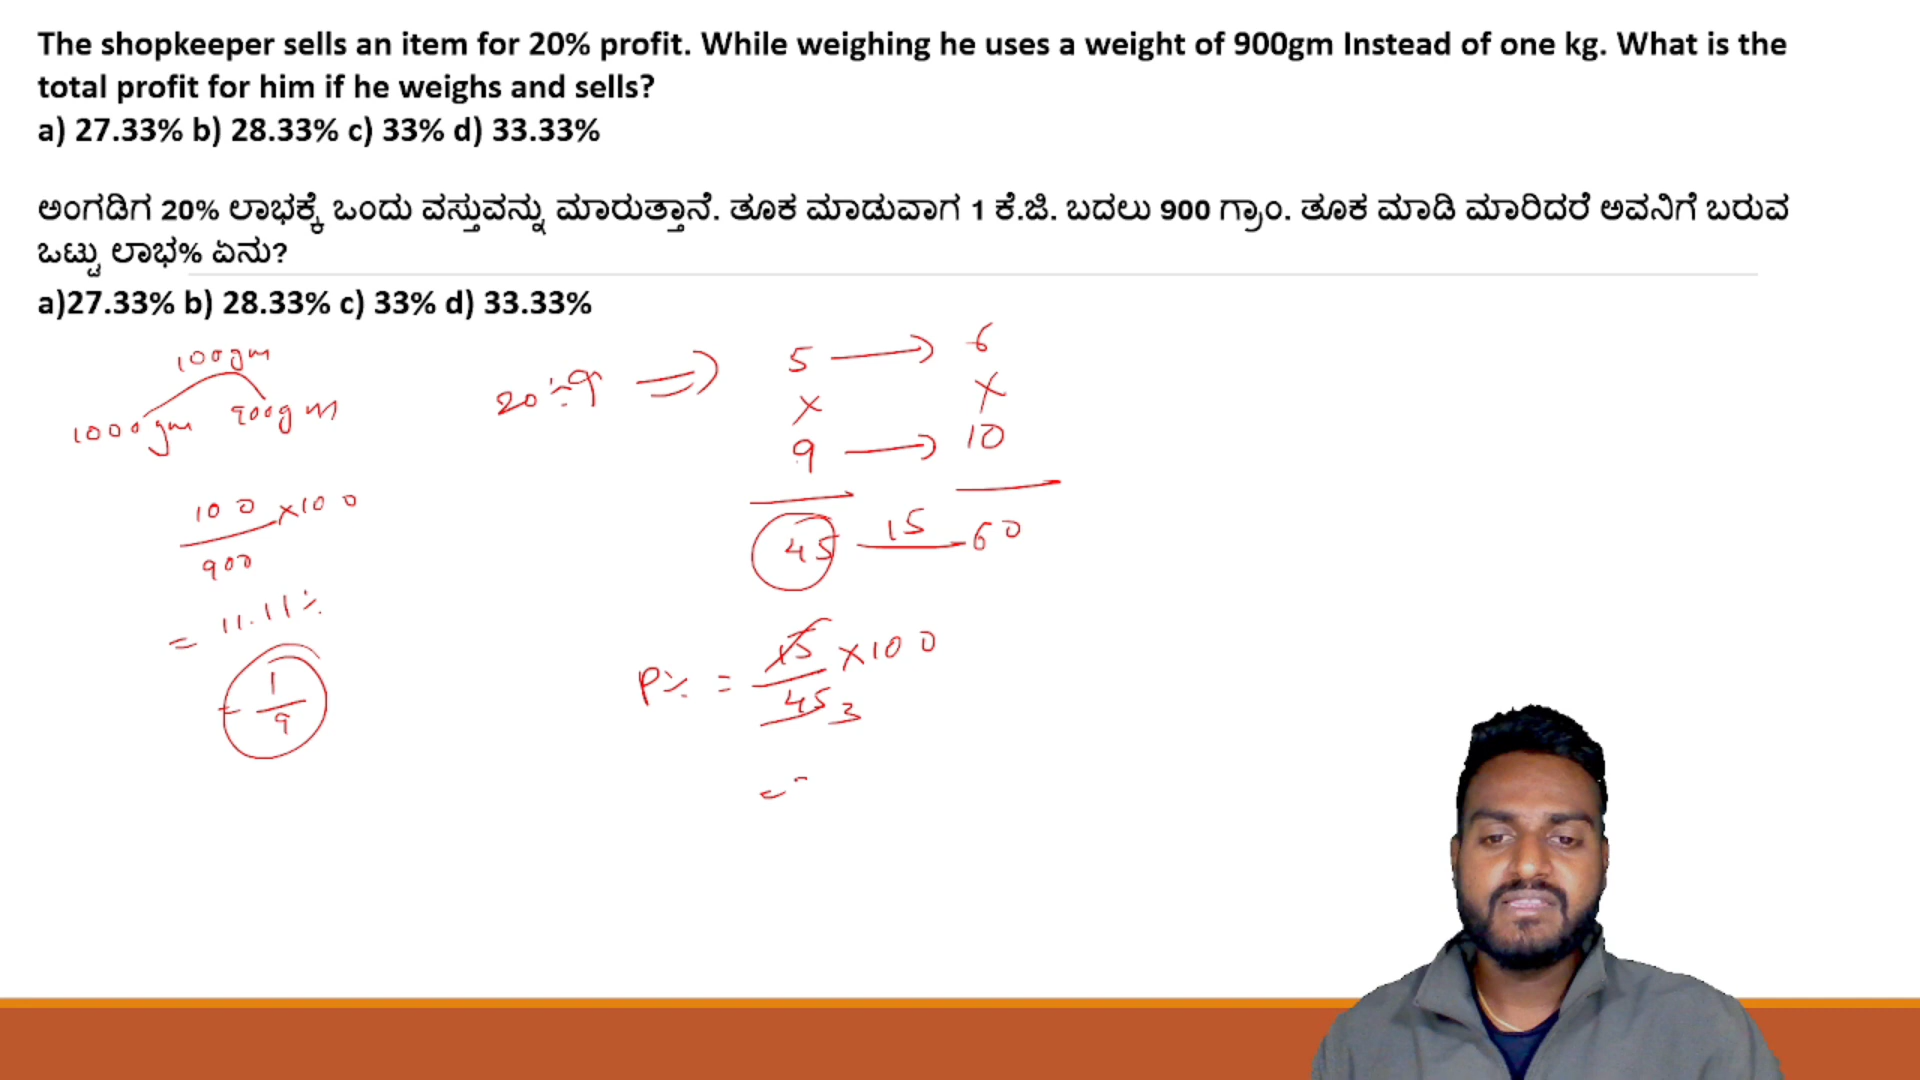 The shopkeeper sells an item for 20% profit. While weighing he uses a weight of 900gm Instead of one kg. What is the
total profit for him if he weighs and sells?
a) 27.33% b) 28.33% c) 33% d) 33.33%
ಅಂಗಡಿಗ 20% ಲಾಭಕ್ಕೆ ಒಂದು ವಸ್ತುವನ್ನು ಮಾರುತ್ತಾನೆ. ತೂಕ ಮಾಡುವಾಗ 1 ಕೆ.ಜಿ. ಬದಲು 900 ಗ್ರಾಂ. ತೂಕ ಮಾಡಿ ಮಾರಿದರೆ ಅವನಿಗೆ ಬರುವ
ಒಟ್ಟು ಲಾಭ% ಏನು?
a)27.33% b) 28.33% c) 33% d) 33.33%
100gm
1000gm 900gm
100 ×100
900
= 11.11%
= 1
9
20% ⇒ 5 → 6
× ×
9 → 10
45 15 60
P% = 15 ×100
45 3
=